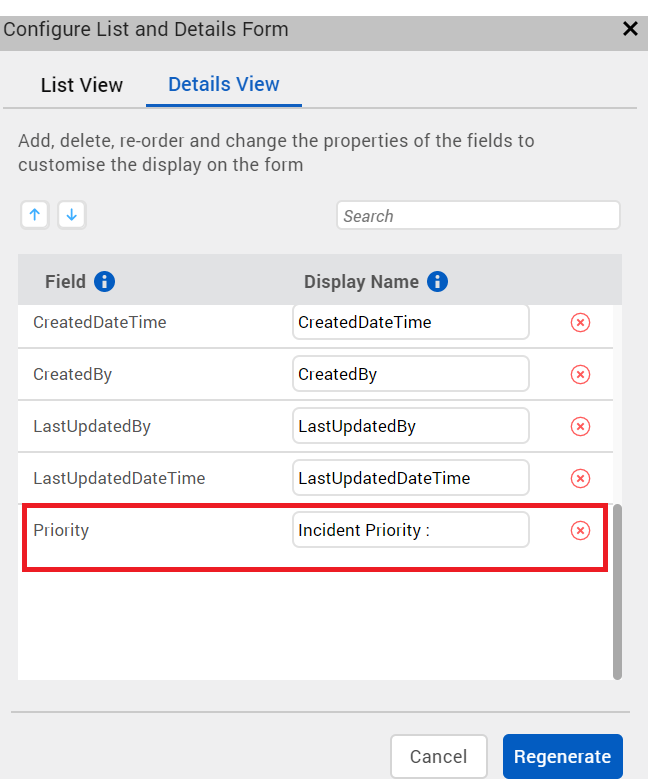 Configure List and Details Form
List View Details View
Add, delete, re-order and change the properties of the fields to
customise the display on the form
Search
Field Display Name
CreatedDateTime CreatedDateTime
CreatedBy CreatedBy
LastUpdatedBy LastUpdatedBy
LastUpdatedDateTime LastUpdatedDateTime
Priority Incident Priority :
Cancel Regenerate